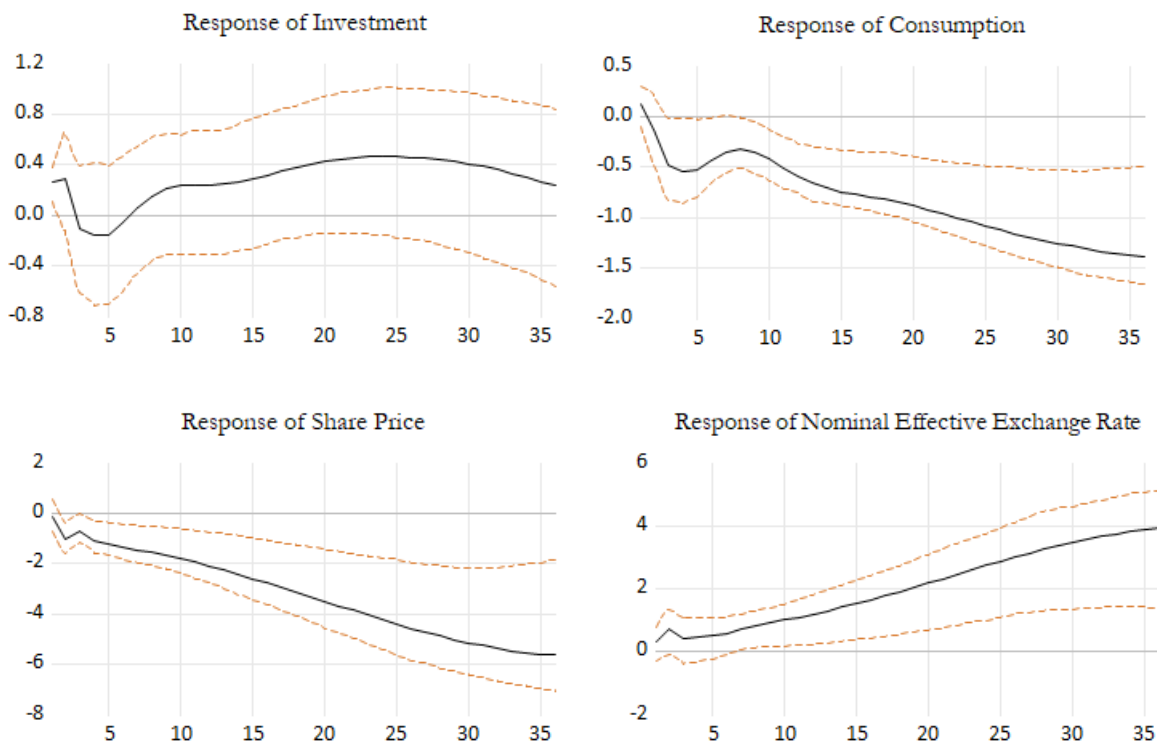 Response of Investment
1.2
0.8
0.4
0.0
-0.4
-0.8
5 10 15 20 25 30 35
Response of Consumption
0.5
0.0
-0.5
-1.0
-1.5
-2.0
5 10 15 20 25 30 35
Response of Share Price
2
0
-2
-4
-6
-8
5 10 15 20 25 30 35
Response of Nominal Effective Exchange Rate
6
4
2
0
-2
5 10 15 20 25 30 35